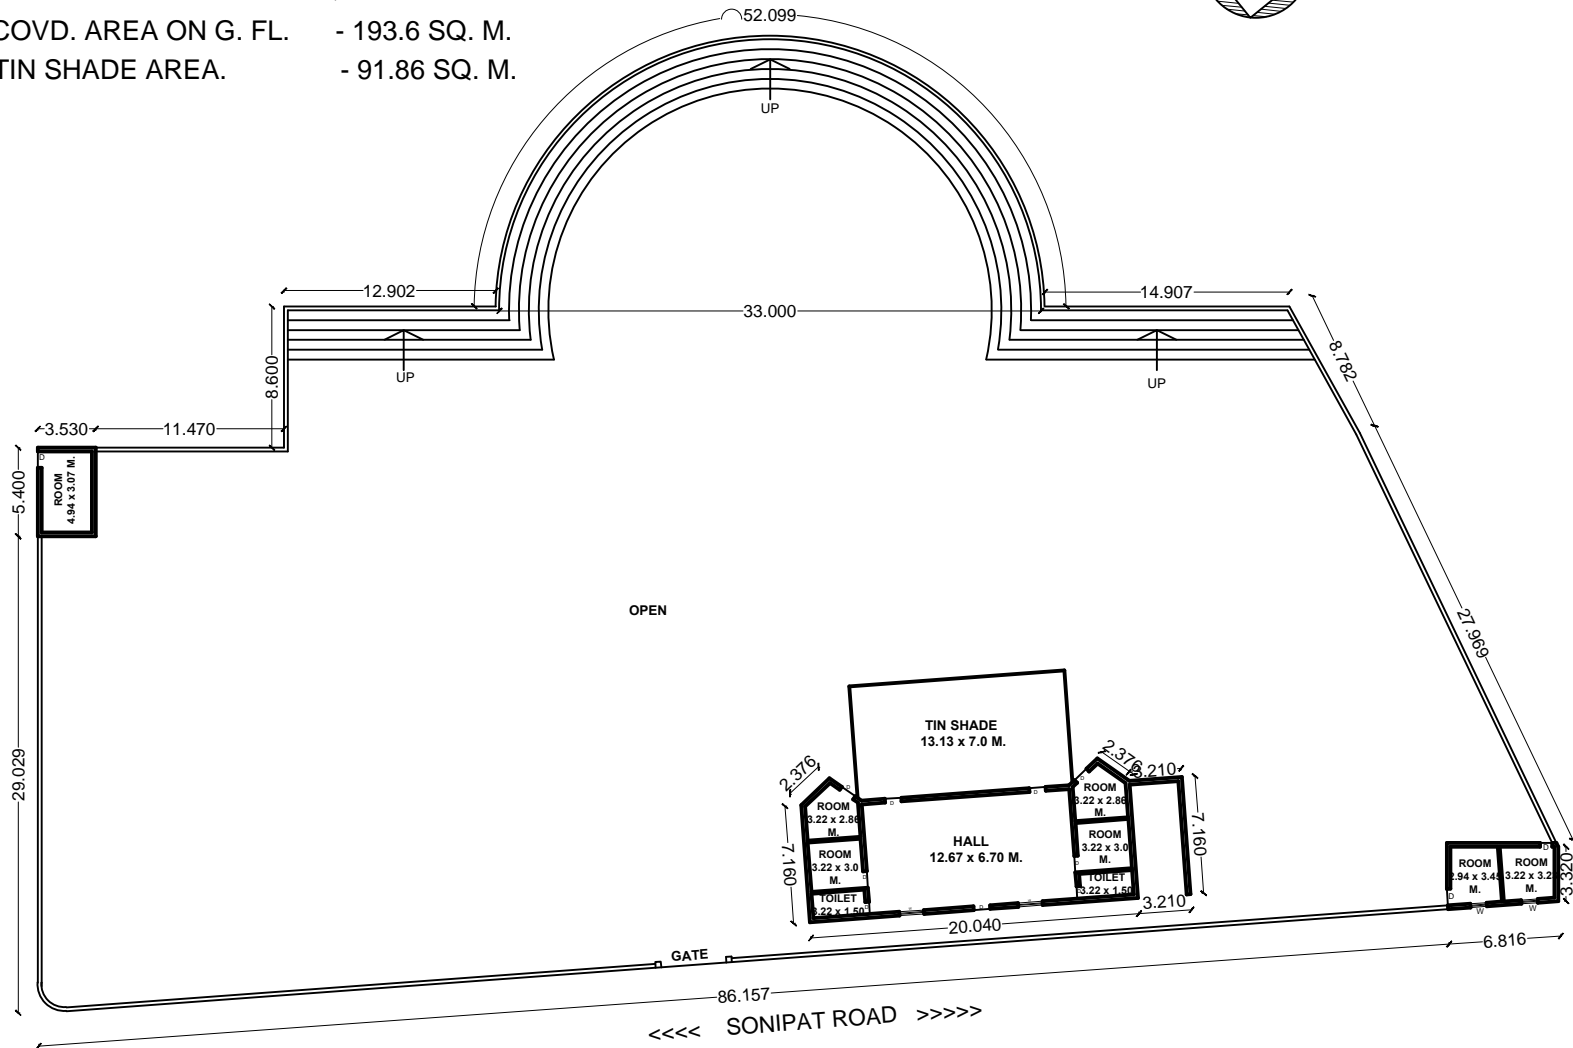 COVD. AREA ON G. FL. - 193.6 SQ. M.
TIN SHADE AREA. - 91.86 SQ. M.
52.099
UP
12.902
14.907
33.000
8.600
UP
UP
8.782
3.530
11.470
5.400
ROOM
4.94 x 3.07 M.
D
OPEN
27.969
29.029
TIN SHADE
13.13 x 7.0 M.
2.376
2.376
3.210
ROOM
3.22 x 2.86
M.
D
D
D
D
ROOM
3.22 x 2.86
M.
HALL
12.67 x 6.70 M.
7.160
7.160
ROOM
3.22 x 3.0
M.
D
ROOM
3.22 x 3.0
M.
D
TOILET
3.22 x 1.50
D
TOILET
3.22 x 1.50
D
3.210
20.040
ROOM
2.94 x 3.45
M.
D
ROOM
M.
D
3.320
W
W
6.816
GATE
86.157
<<<< SONIPAT ROAD >>>>>